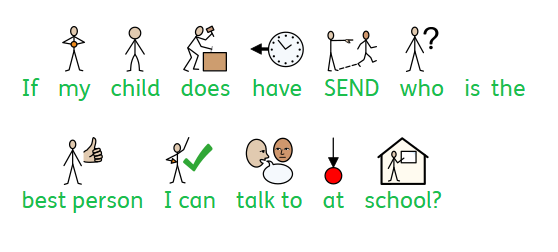 If my child does have SEND who is the
best person I can talk to at school?